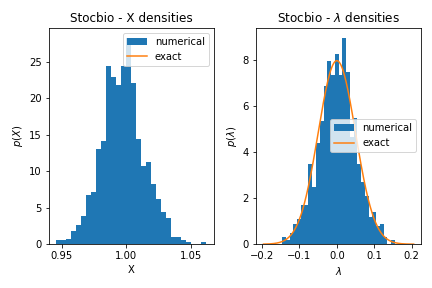 Stocbio - X densities
numerical
exact
p(X)
25
20
15
10
5
0
0.95
1.00
1.05
X
Stocbio - λ densities
numerical
exact
p(λ)
8
6
4
2
0
-0.2
-0.1
0.0
0.1
0.2
λ